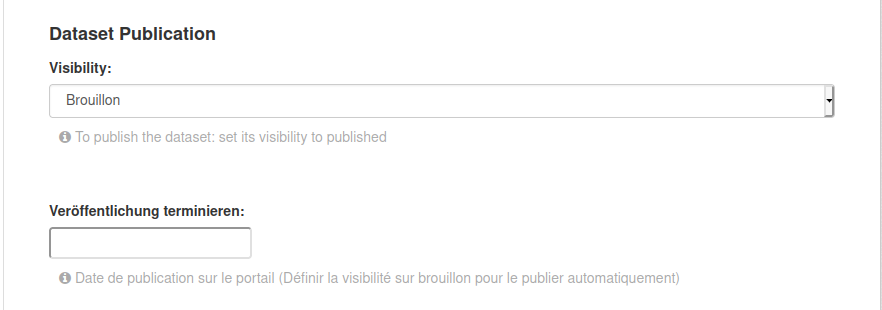 Dataset Publication
Visibility:
Brouillon
To publish the dataset: set its visibility to published
Veröffentlichung terminieren:
Date de publication sur le portail (Définir la visibilité sur brouillon pour le publier automatiquement)